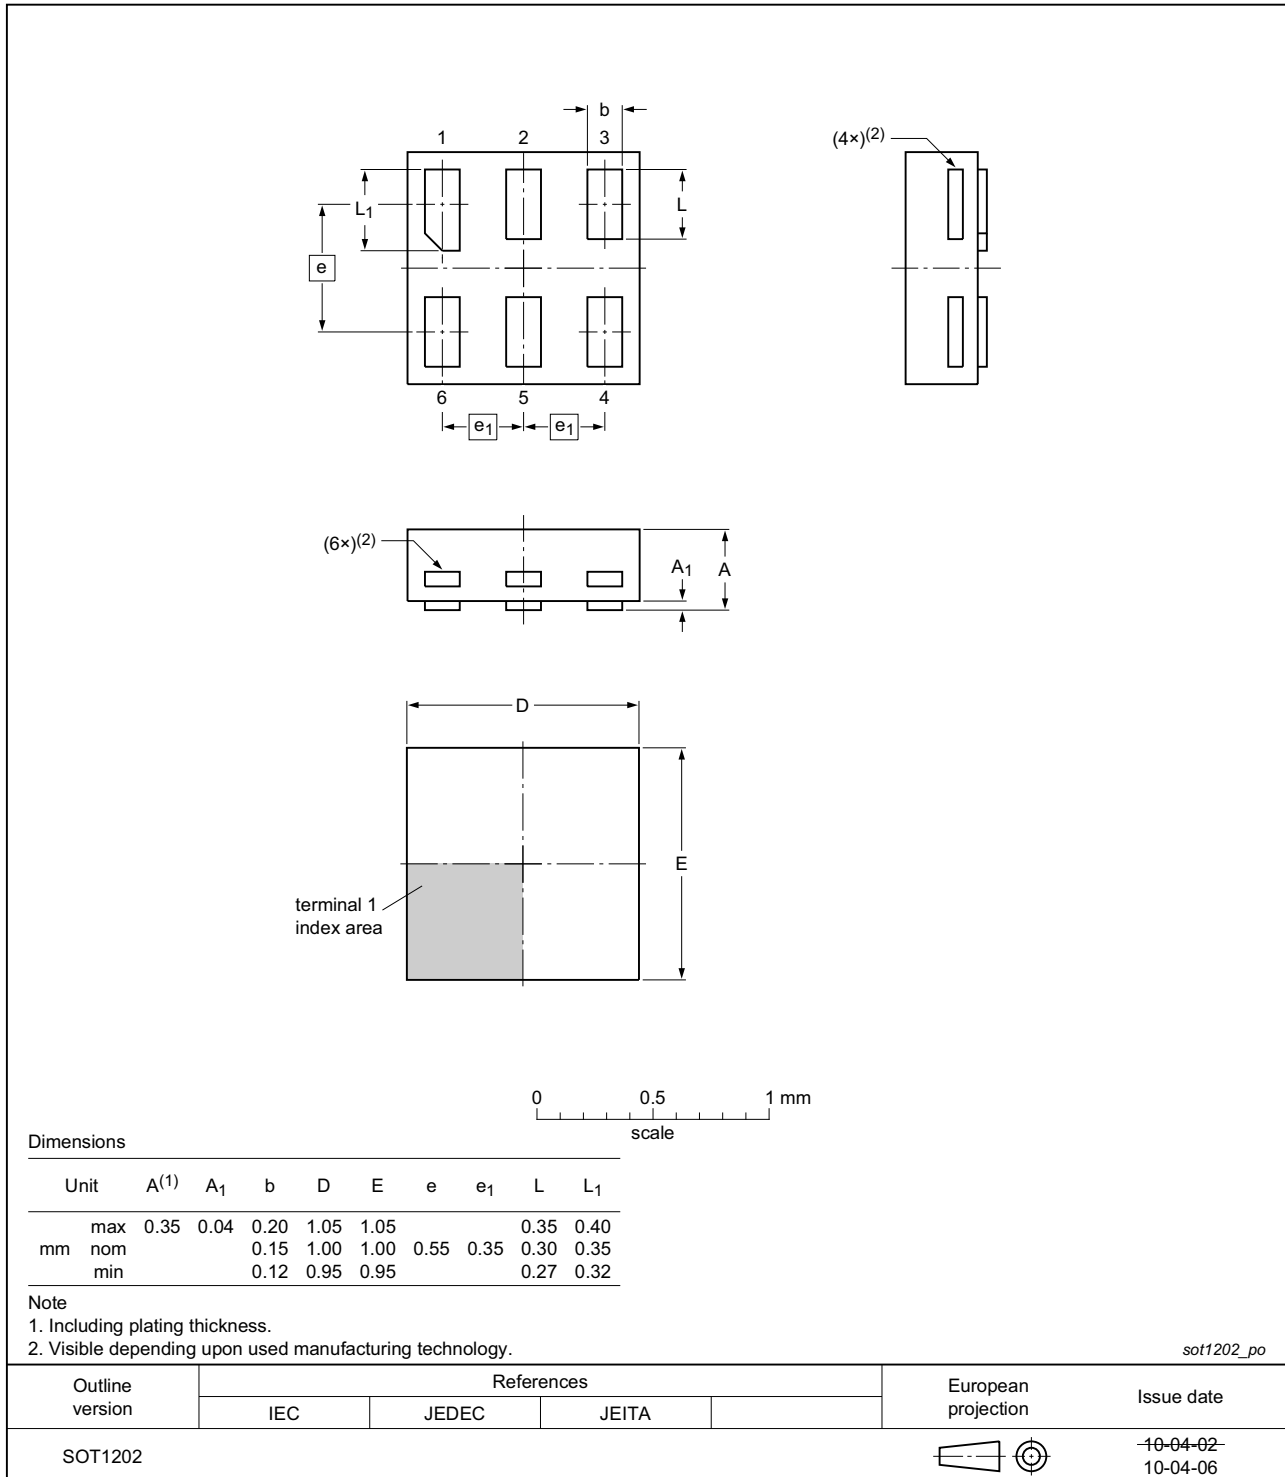 b
1 2 3
(4×)(2)
L1
L
e
6 5 4
e1 e1
(6×)(2)
A1 A
D
E
terminal 1
index area
0 0.5 1 mm
scale
Dimensions
Unit A(1) A1 b D E e e1 L L1
max 0.35 0.04 0.20 1.05 1.05 0.35 0.40
mm nom 0.15 1.00 1.00 0.55 0.35 0.30 0.35
min 0.12 0.95 0.95 0.27 0.32
Note
1. Including plating thickness.
2. Visible depending upon used manufacturing technology.
sot1202_po
Outline
version
References
IEC JEDEC JEITA
European
projection
Issue date
SOT1202
10-04-02
10-04-06